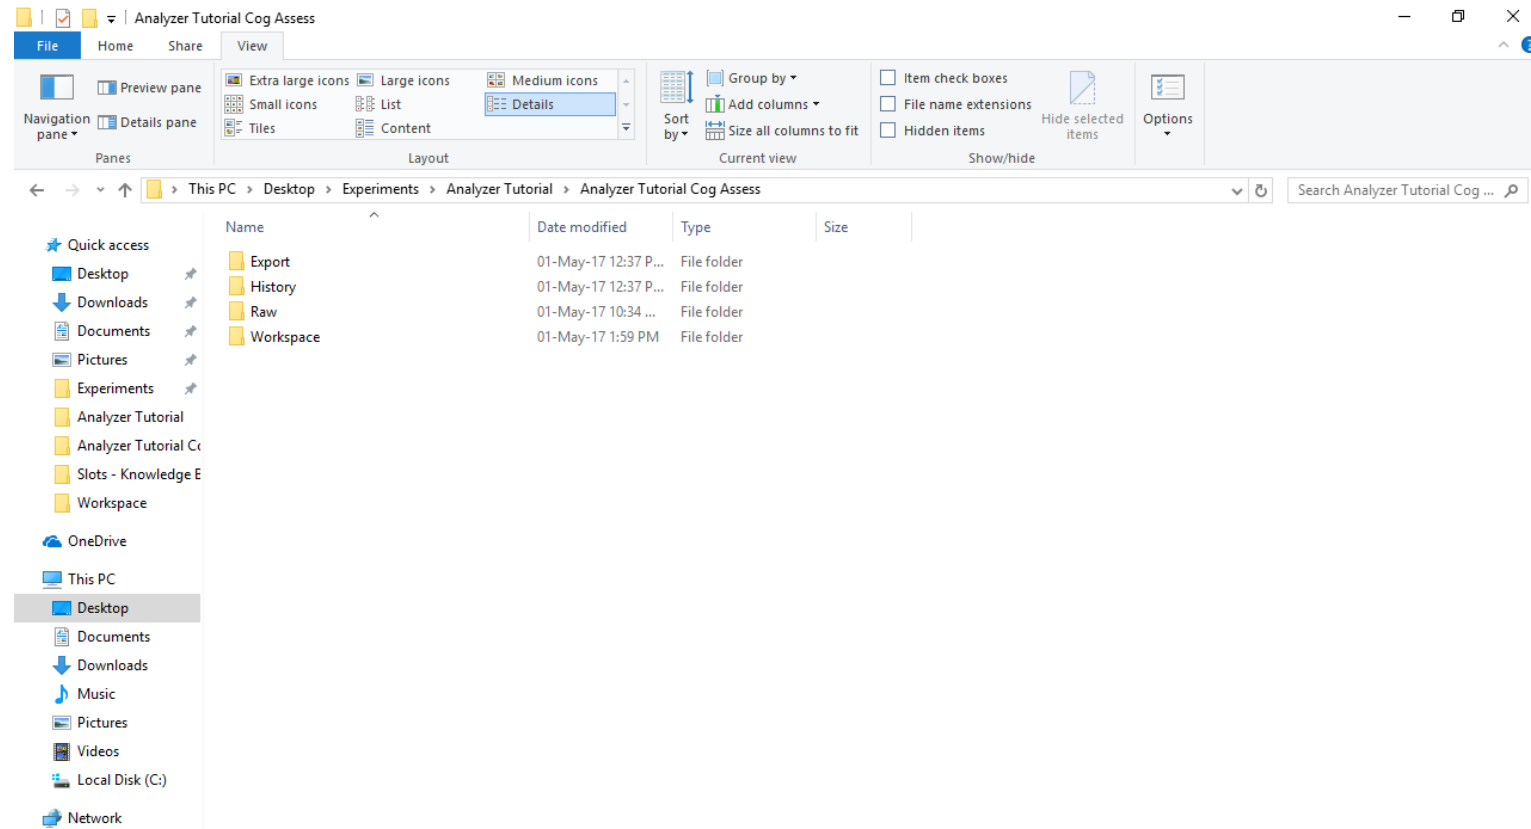 Analyzer Tutorial Cog Assess
File Home Share View
Navigation pane
Preview pane
Details pane
Panes
Extra large icons Large icons Medium icons
Small icons List Details
Tiles Content
Layout
Sort by
Group by
Add columns
Size all columns to fit
Current view
Item check boxes
File name extensions
Hidden items
Hide selected items
Show/hide
Options
This PC > Desktop > Experiments > Analyzer Tutorial > Analyzer Tutorial Cog Assess
Search Analyzer Tutorial Cog ...
Quick access
Desktop
Downloads
Documents
Pictures
Experiments
Analyzer Tutorial
Analyzer Tutorial Co
Slots - Knowledge E
Workspace
OneDrive
This PC
Desktop
Documents
Downloads
Music
Pictures
Videos
Local Disk (C:)
Network
Name Date modified Type Size
Export 01-May-17 12:37 P... File folder
History 01-May-17 12:37 P... File folder
Raw 01-May-17 10:34 ... File folder
Workspace 01-May-17 1:59 PM File folder